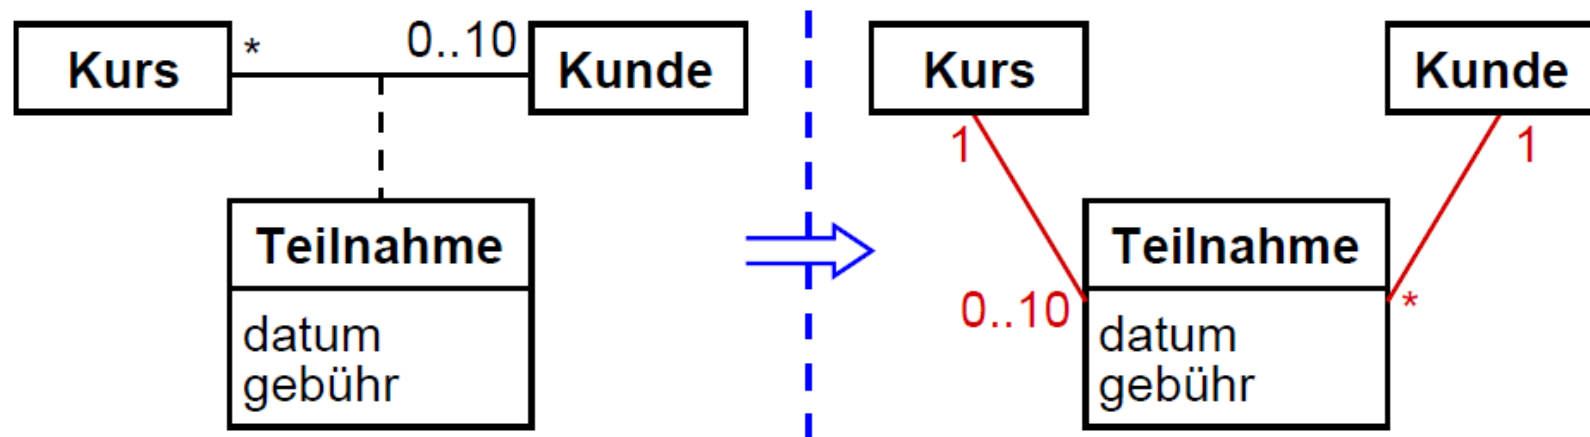 Kurs * 0..10 Kunde
Teilnahme
datum
gebühr
Kurs Kunde
1 1
Teilnahme
0..10 *
datum
gebühr